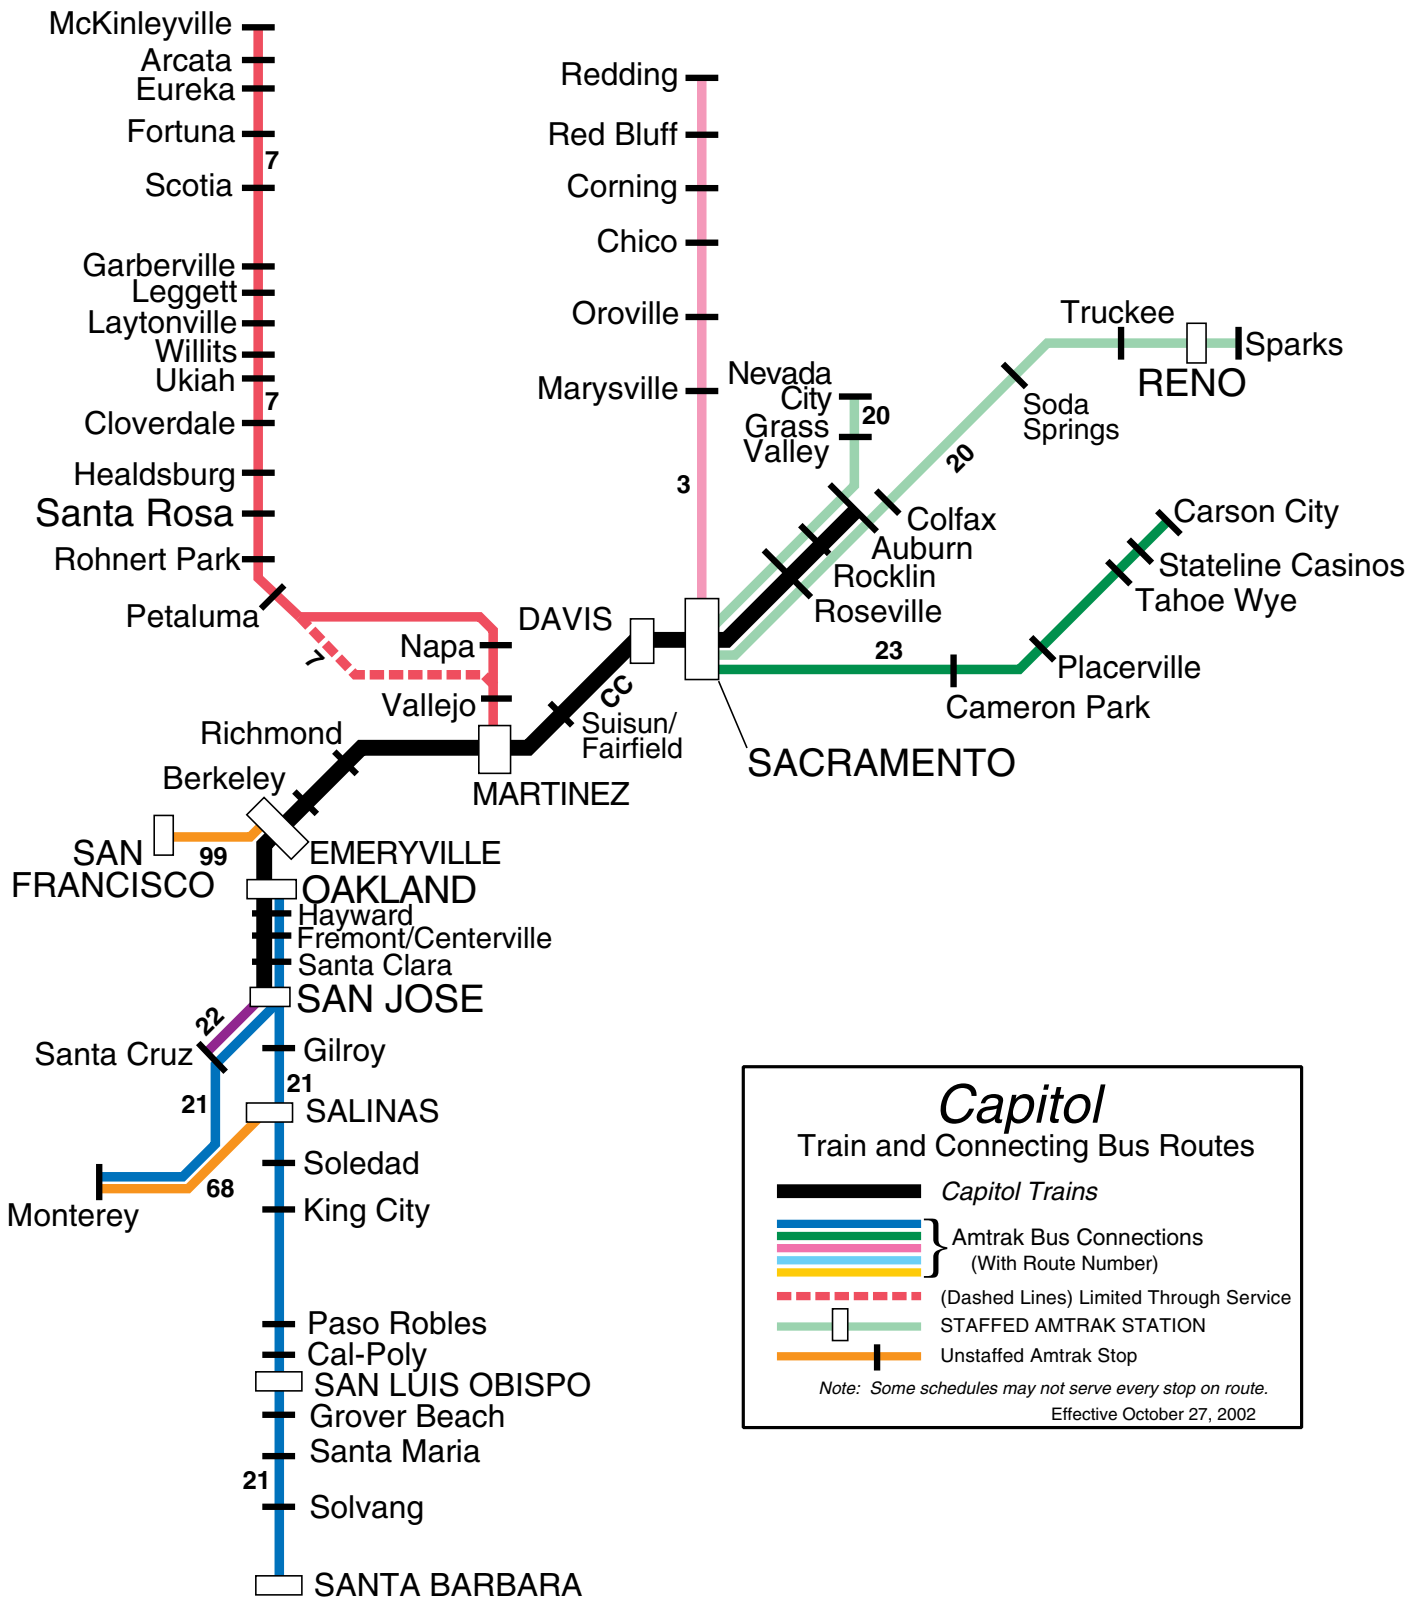 McKinleyville
Arcata
Eureka
Fortuna
7
Scotia
Garberville
Leggett
Laytonville
Willits
Ukiah
7
Cloverdale
Healdsburg
Santa Rosa
Rohnert Park
Petaluma
7
Napa
Vallejo
Redding
Red Bluff
Corning
Chico
Oroville
Marysville
3
Nevada
City
20
Grass
Valley
Truckee
Sparks
RENO
Soda
Springs
20
Colfax
Auburn
Rocklin
Roseville
Carson City
Stateline Casinos
Tahoe Wye
Placerville
23
Cameron Park
DAVIS
CC
Suisun/
Fairfield
SACRAMENTO
MARTINEZ
Richmond
Berkeley
SAN
FRANCISCO
99
EMERYVILLE
OAKLAND
Hayward
Fremont/Centerville
Santa Clara
SAN JOSE
22
Santa Cruz
Gilroy
21
21
SALINAS
68
Monterey
Soledad
King City
Paso Robles
Cal-Poly
SAN LUIS OBISPO
Grover Beach
Santa Maria
21
Solvang
SANTA BARBARA
Capitol
Train and Connecting Bus Routes
Capitol Trains
Amtrak Bus Connections
(With Route Number)
(Dashed Lines) Limited Through Service
STAFFED AMTRAK STATION
Unstaffed Amtrak Stop
Note: Some schedules may not serve every stop on route.
Effective October 27, 2002